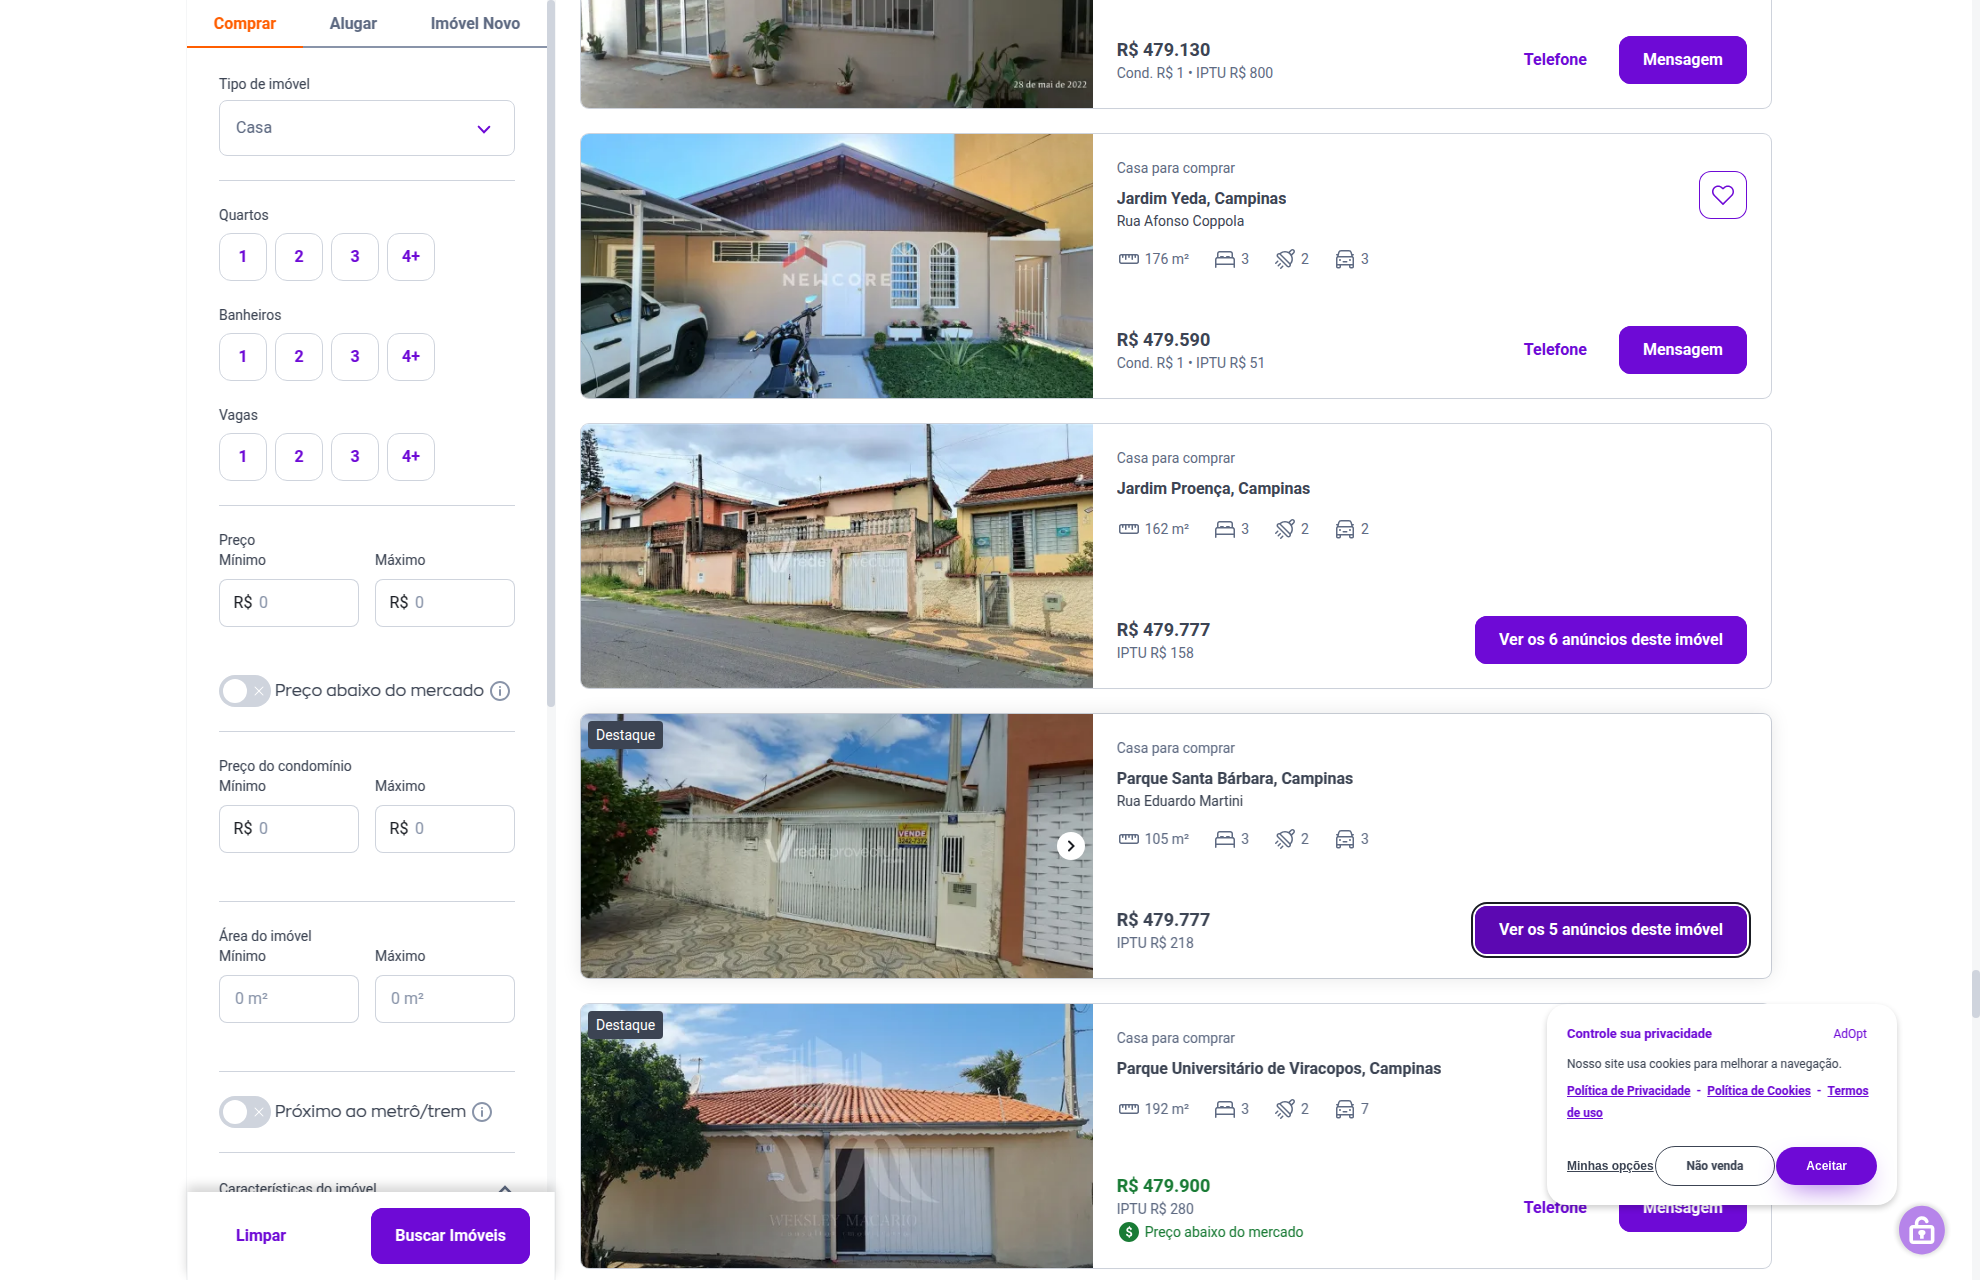 Comprar
Alugar
Imóvel Novo
Tipo de imóvel
Casa
Quartos
1
2
3
4+
Banheiros
1
2
3
4+
Vagas
1
2
3
4+
Preço
Mínimo
Máximo
R$ 0
R$ 0
Preço abaixo do mercado
Preço do condomínio
Mínimo
Máximo
R$ 0
R$ 0
Área do imóvel
Mínimo
Máximo
0 m²
0 m²
Próximo ao metrô/trem
Características do imóvel
Limpar
Buscar Imóveis
28 de mai de 2022
R$ 479.130
Cond. R$ 1 • IPTU R$ 800
Telefone
Mensagem
NEWCORE
Casa para comprar
Jardim Yeda, Campinas
Rua Afonso Coppola
176 m²
3
2
3
R$ 479.590
Cond. R$ 1 • IPTU R$ 51
Telefone
Mensagem
rede provectum
Casa para comprar
Jardim Proença, Campinas
162 m²
3
2
2
R$ 479.777
IPTU R$ 158
Ver os 6 anúncios deste imóvel
Destaque
VENDE
3242-7372
rede provectum
Casa para comprar
Parque Santa Bárbara, Campinas
Rua Eduardo Martini
105 m²
3
2
3
R$ 479.777
IPTU R$ 218
Ver os 5 anúncios deste imóvel
Destaque
WEKSLEY MACARIO
Casa para comprar
Parque Universitário de Viracopos, Campinas
192 m²
3
2
7
R$ 479.900
IPTU R$ 280
Preço abaixo do mercado
Telefone
Mensagem
Controle sua privacidade
AdOpt
Nosso site usa cookies para melhorar a navegação.
Política de Privacidade - Política de Cookies - Termos
de uso
Minhas opções
Não venda
Aceitar